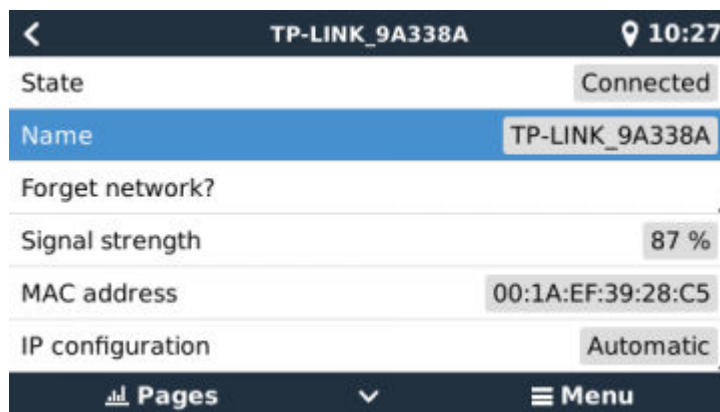 TP-LINK_9A338A 10:27
State Connected
Name TP-LINK_9A338A
Forget network?
Signal strength 87 %
MAC address 00:1A:EF:39:28:C5
IP configuration Automatic
Pages Menu